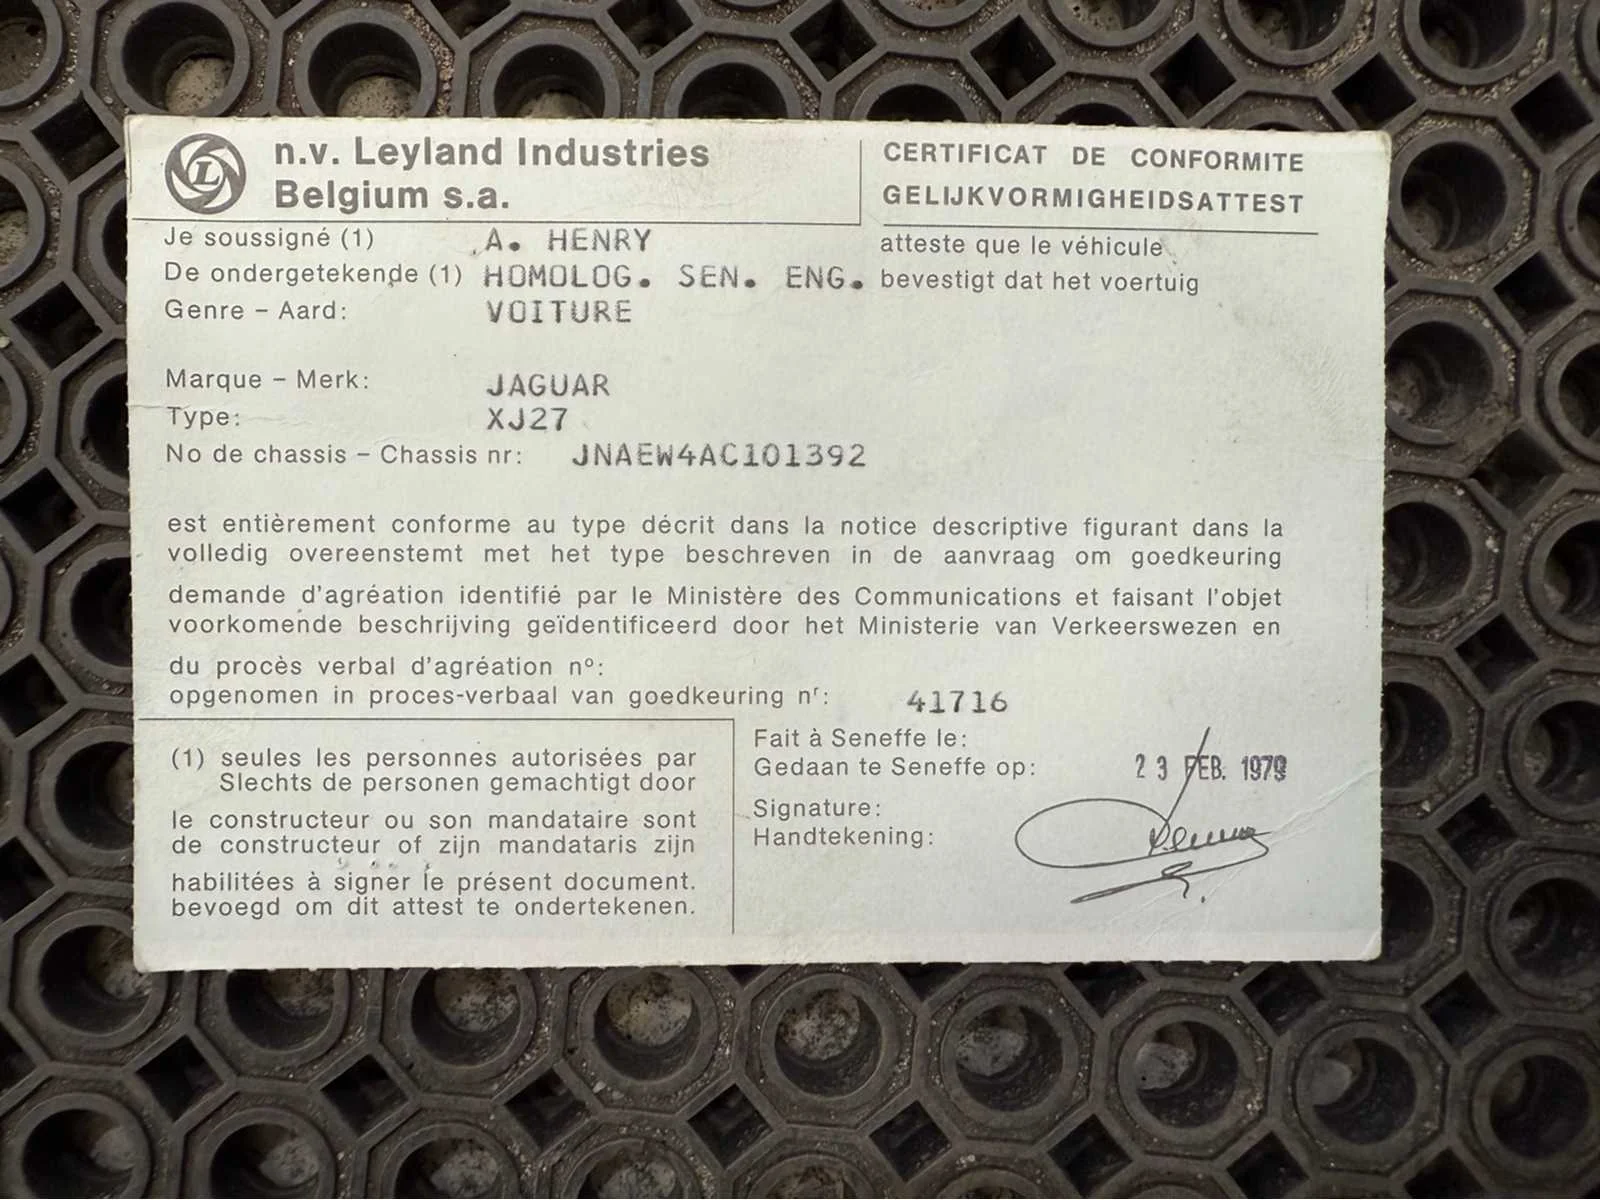 L
n.v. Leyland Industries
Belgium s.a.
CERTIFICAT DE CONFORMITE
GELIJKVORMIGHEIDSATTEST
Je soussigné (1) A. HENRY atteste que le véhicule
De ondergetekende (1) HOMOLOG. SEN. ENG. bevestigt dat het voertuig
Genre – Aard: VOITURE
Marque – Merk: JAGUAR
Type: XJ27
No de chassis – Chassis nr: JNAEW4AC101392
est entièrement conforme au type décrit dans la notice descriptive figurant dans la
volledig overeenstemt met het type beschreven in de aanvraag om goedkeuring
demande d'agréation identifié par le Ministère des Communications et faisant l'objet
voorkomende beschrijving geïdentificeerd door het Ministerie van Verkeerswezen en
du procès verbal d'agréation nº:
opgenomen in proces-verbaal van goedkeuring nʳ: 41716
(1) seules les personnes autorisées par
Slechts de personen gemachtigt door
le constructeur ou son mandataire sont
de constructeur of zijn mandataris zijn
habilitées à signer le présent document.
bevoegd om dit attest te ondertekenen.
Fait à Seneffe le:
Gedaan te Seneffe op: 23 FEB. 1979
Signature:
Handtekening: